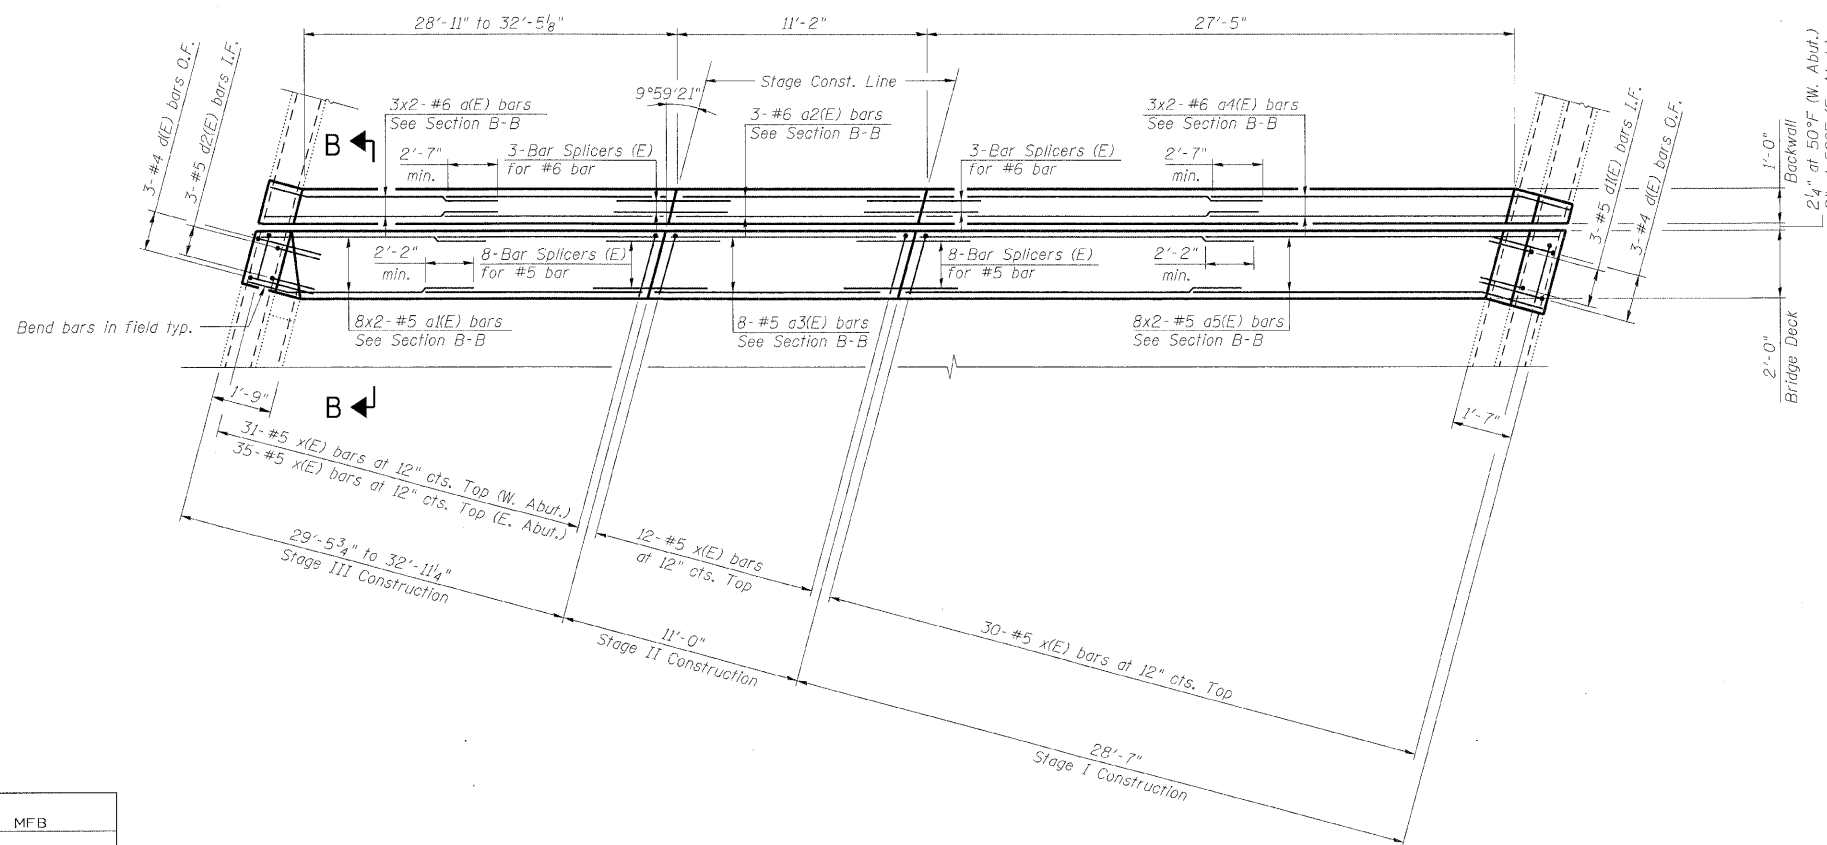 28'-11" to 32'-5⅛"
11'-2"
27'-5"
Stage Const. Line
9°59'21"
3-#4 d(E) bars O.F.
3-#5 d2(E) bars I.F.
3x2-#6 a(E) bars
See Section B-B
B
2'-7"
min.
3-Bar Splicers (E)
for #6 bar
3-#6 a2(E) bars
See Section B-B
3-Bar Splicers (E)
for #6 bar
2'-7"
min.
3x2-#6 a4(E) bars
See Section B-B
3-#5 d1(E) bars I.F.
3-#4 d(E) bars O.F.
1'-0"
Backwall
2¼" at 50°F (W. Abut.)
2'-0"
Bridge Deck
2'-2"
min.
8-Bar Splicers (E)
for #5 bar
8-Bar Splicers (E)
for #5 bar
2'-2"
min.
Bend bars in field typ.
8x2-#5 a1(E) bars
See Section B-B
8-#5 a3(E) bars
See Section B-B
8x2-#5 a5(E) bars
See Section B-B
B
1'-9"
1'-7"
31-#5 x(E) bars at 12" cts. Top (W. Abut.)
35-#5 x(E) bars at 12" cts. Top (E. Abut.)
12-#5 x(E) bars
at 12" cts. Top
30-#5 x(E) bars at 12" cts. Top
29'-5¾" to 32'-11¼"
Stage III Construction
11'-0"
Stage II Construction
28'-7"
Stage I Construction
MFB